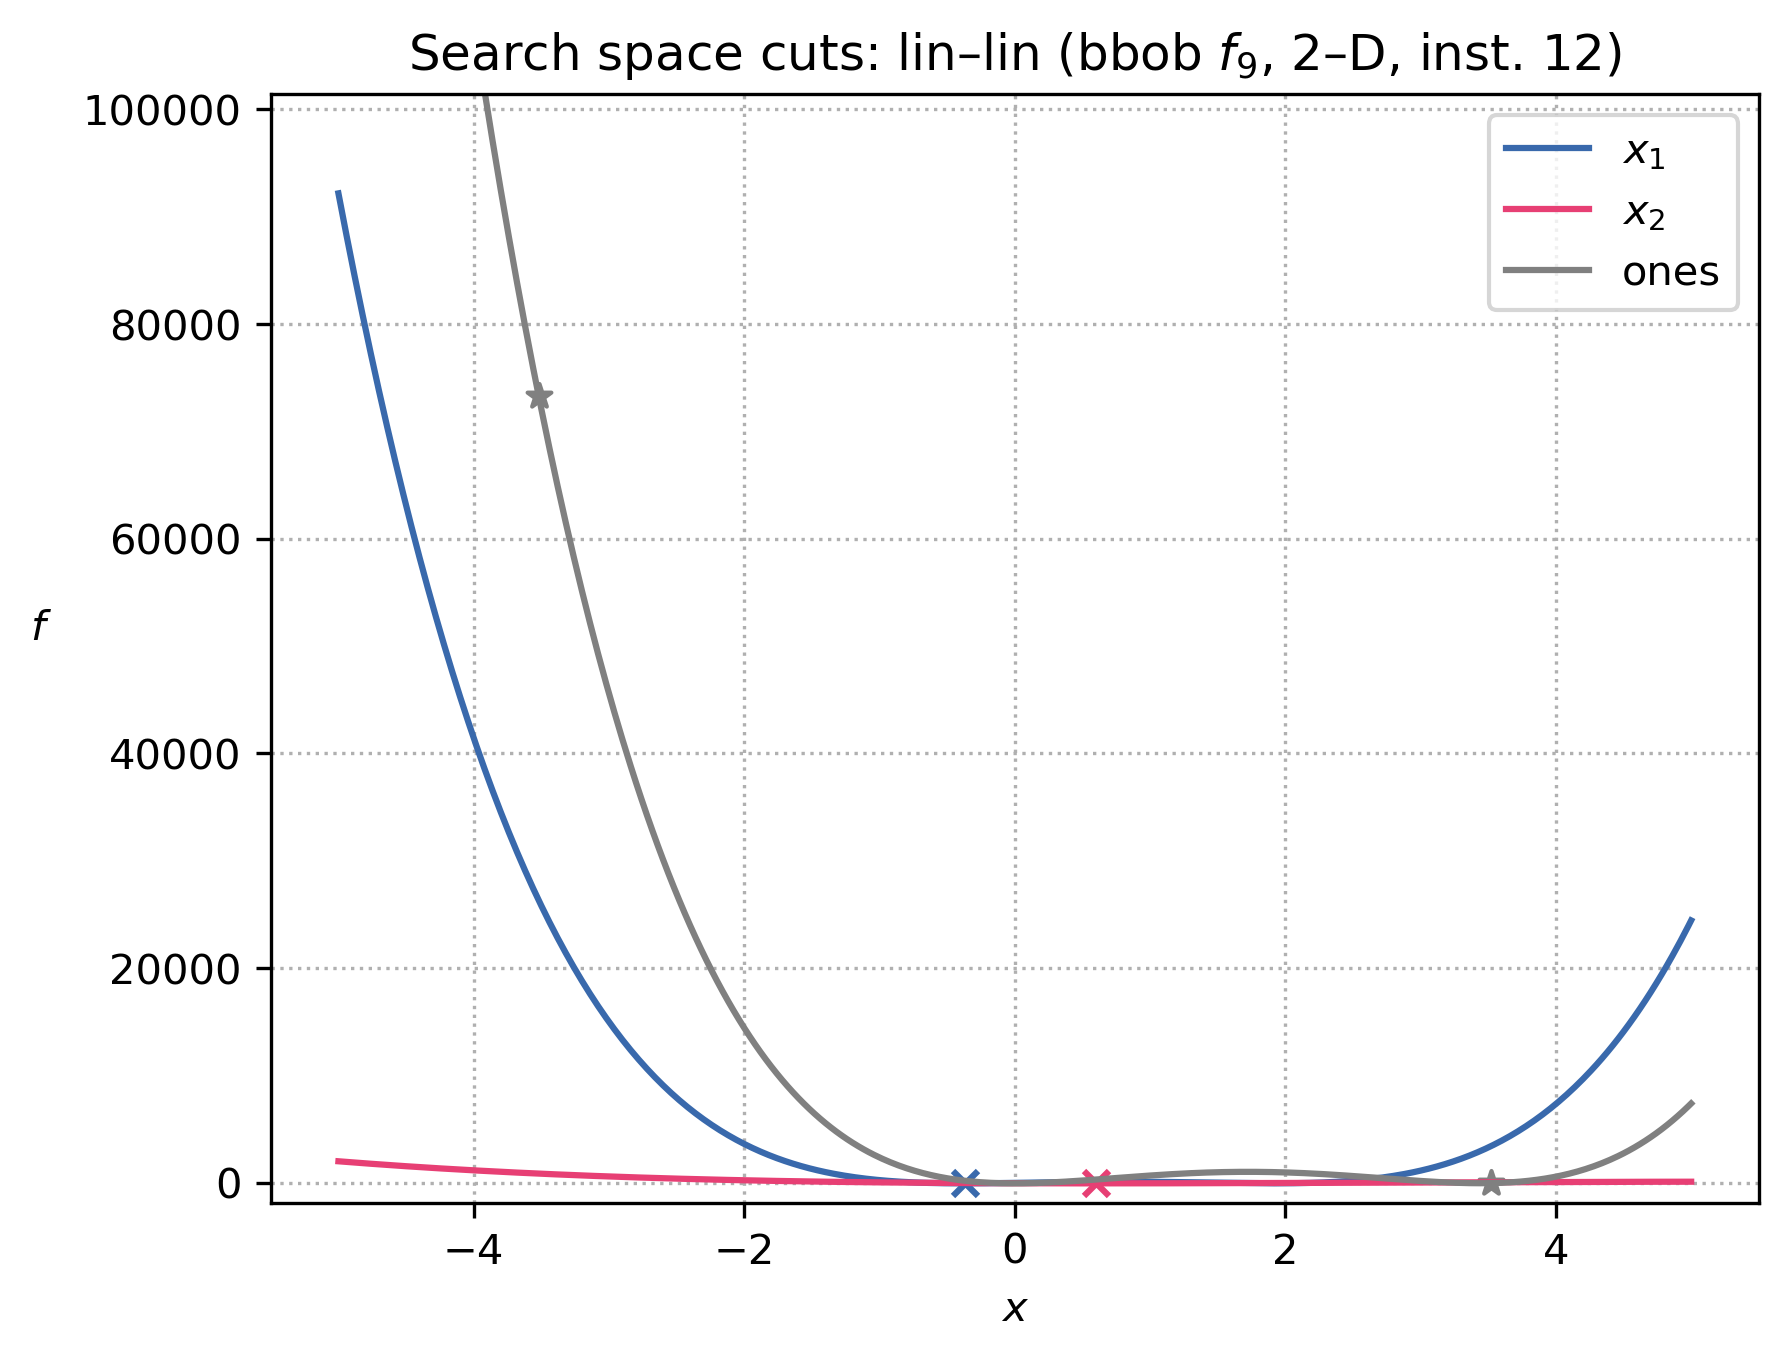 Search space cuts: lin–lin (bbob f₉, 2–D, inst. 12)
100000
80000
60000
40000
20000
0
f
−4 −2 0 2 4
x
x₁
x₂
ones